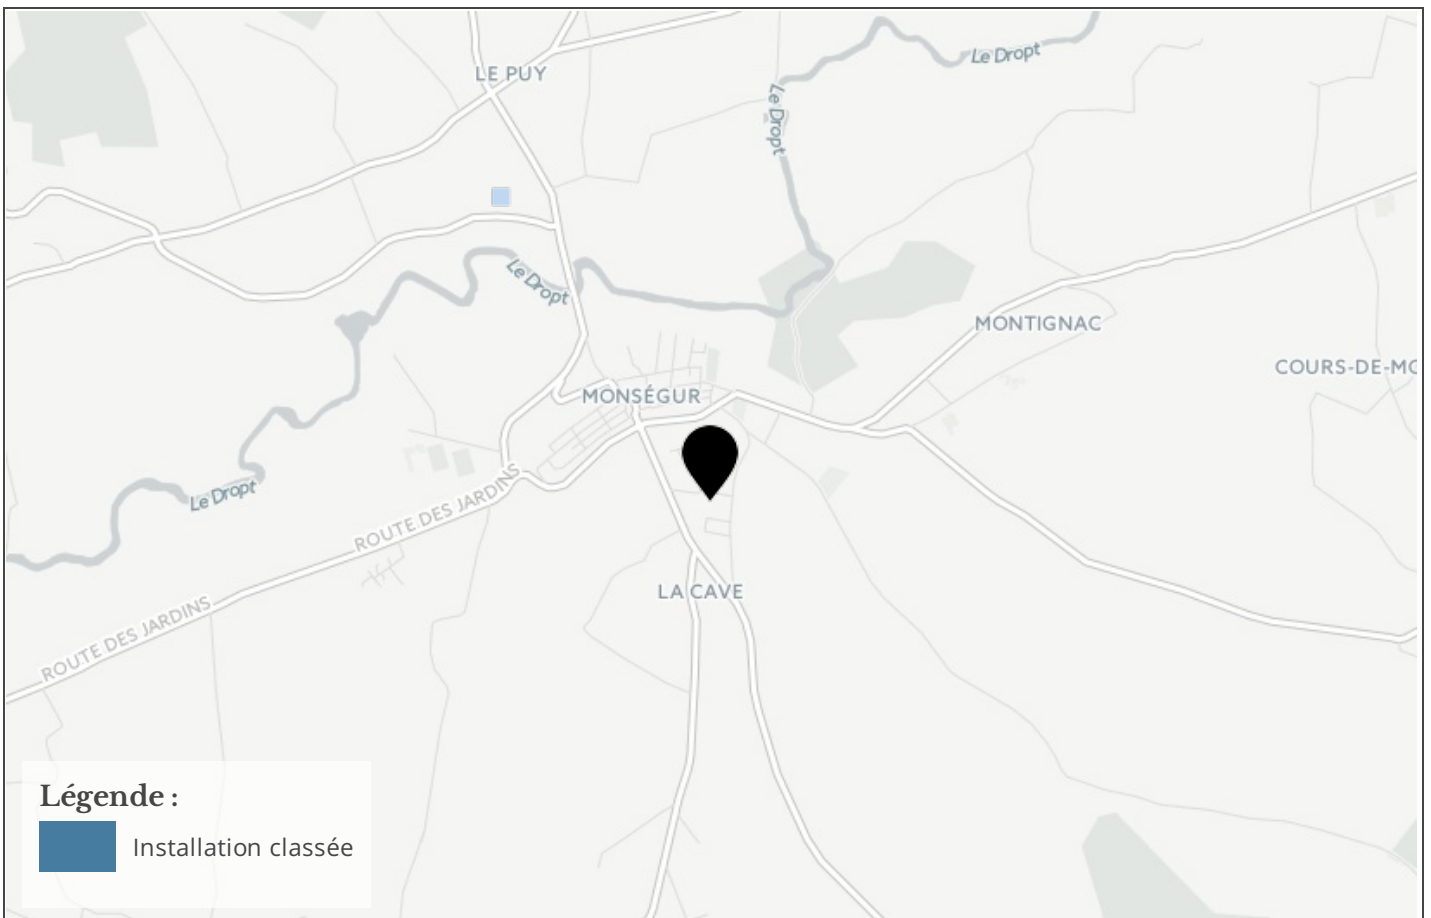 Le Dropt
LE PUY
Le Dropt
Le Dropt
MONTIGNAC
COURS-DE-MO
MONSÉGUR
Le Dropt
ROUTE DES JARDINS
LA CAVE
ROUTE DES JARDINS
Légende :
Installation classée